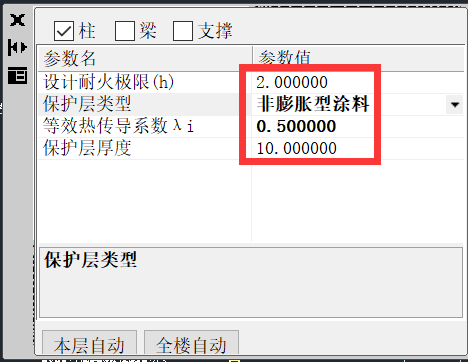 柱 梁 支撑
参数名 参数值
设计耐火极限(h) 2.000000
保护层类型 非膨胀型涂料
等效热传导系数λi 0.500000
保护层厚度 10.000000
保护层类型
本层自动 全楼自动